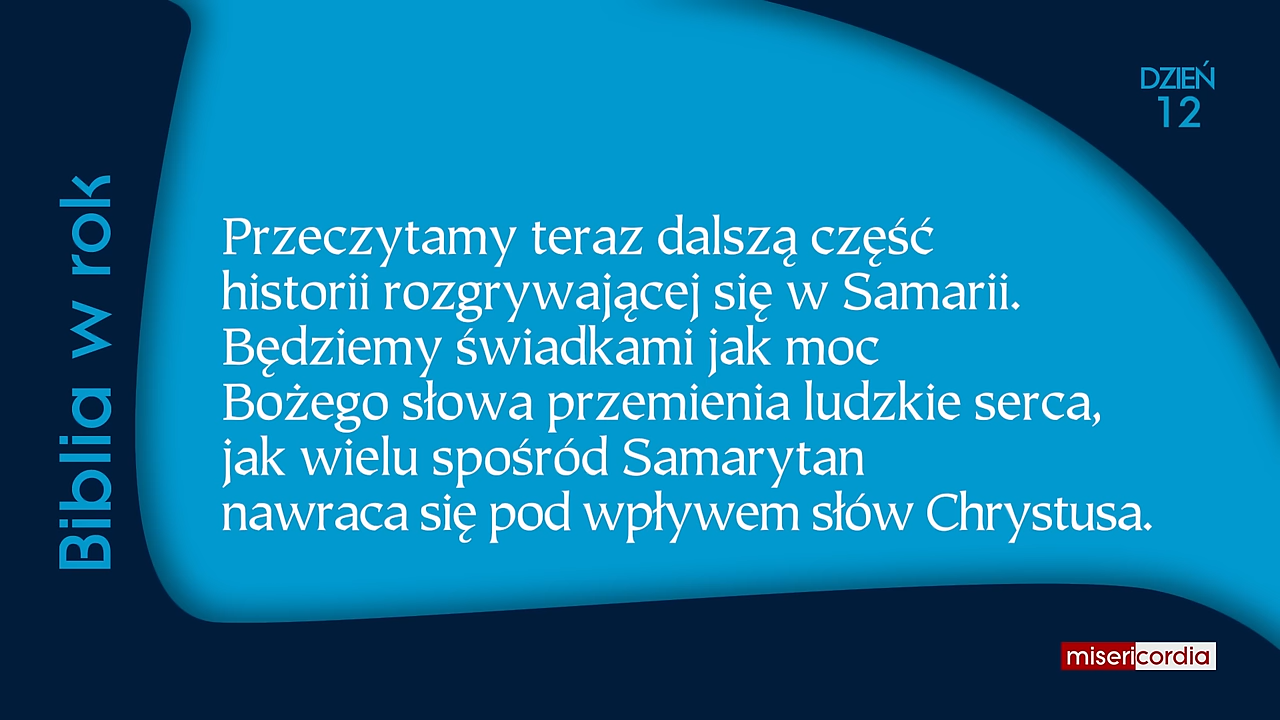 Biblia w rok
DZIEŃ
12
Przeczytamy teraz dalszą część
historii rozgrywającej się w Samarii.
Będziemy świadkami jak moc
Bożego słowa przemienia ludzkie serca,
jak wielu spośród Samarytan
nawraca się pod wpływem słów Chrystusa.
misericordia